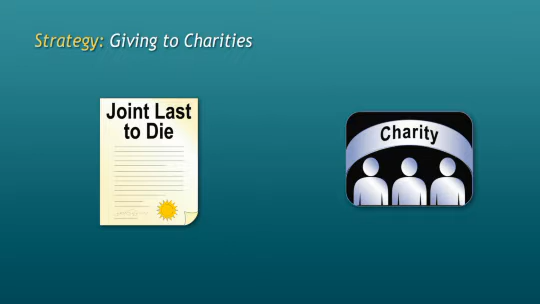 Strategy: Giving to Charities
Joint Last
to Die
Charity